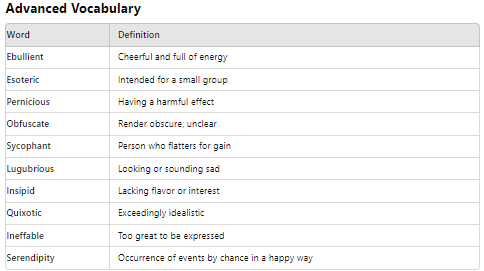 Advanced Vocabulary
Word Definition
Ebullient Cheerful and full of energy
Esoteric Intended for a small group
Pernicious Having a harmful effect
Obfuscate Render obscure, unclear
Sycophant Person who flatters for gain
Lugubrious Looking or sounding sad
Insipid Lacking flavor or interest
Quixotic Exceedingly idealistic
Ineffable Too great to be expressed
Serendipity Occurrence of events by chance in a happy way